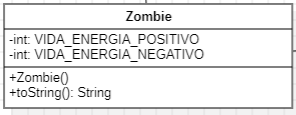 Zombie
-int: VIDA_ENERGIA_POSITIVO
-int: VIDA_ENERGIA_NEGATIVO
+Zombie()
+toString(): String